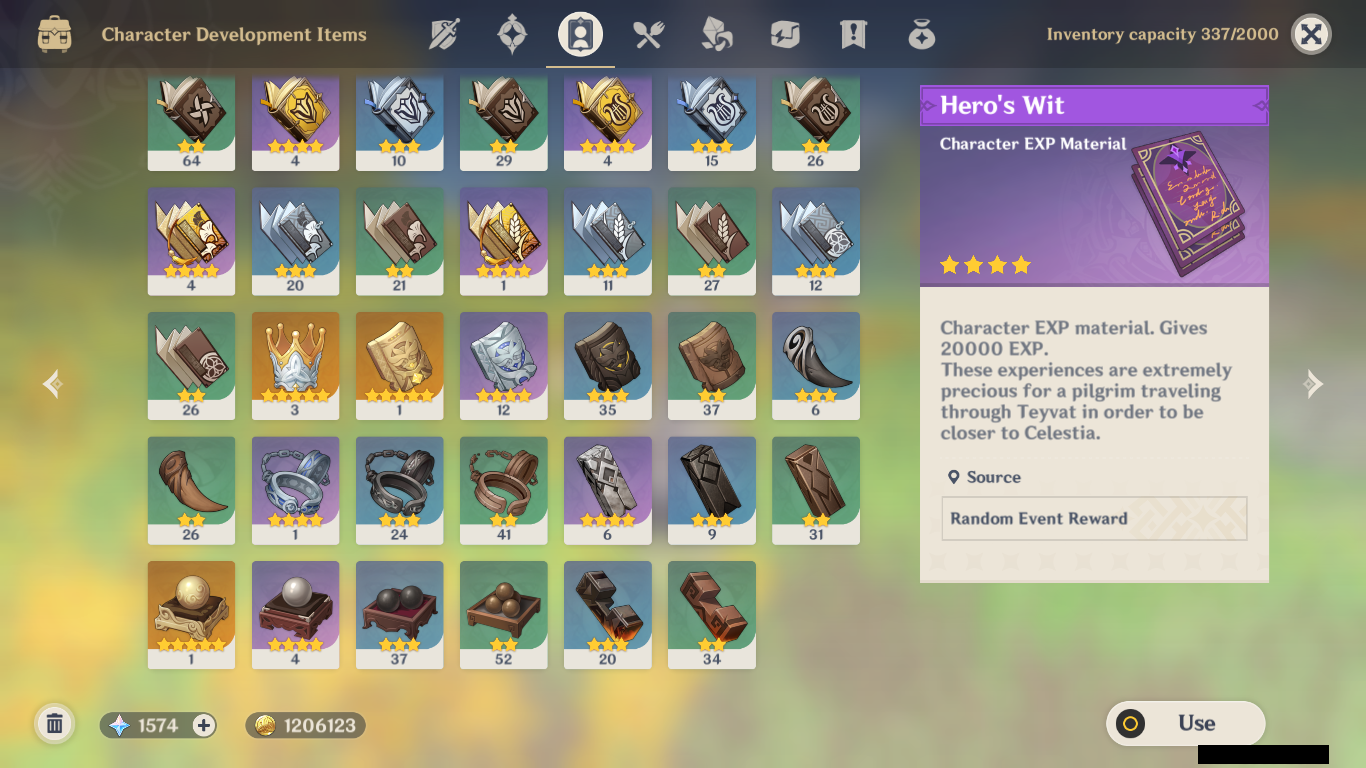 Character Development Items
Inventory capacity 337/2000
64
4
10
29
4
15
26
4
20
21
1
11
27
12
26
3
1
12
35
37
6
26
1
24
41
6
9
31
1
4
37
52
20
34
Hero's Wit
Character EXP Material
Character EXP material. Gives
20000 EXP.
These experiences are extremely
precious for a pilgrim traveling
through Teyvat in order to be
closer to Celestia.
Source
Random Event Reward
1574
1206123
Use